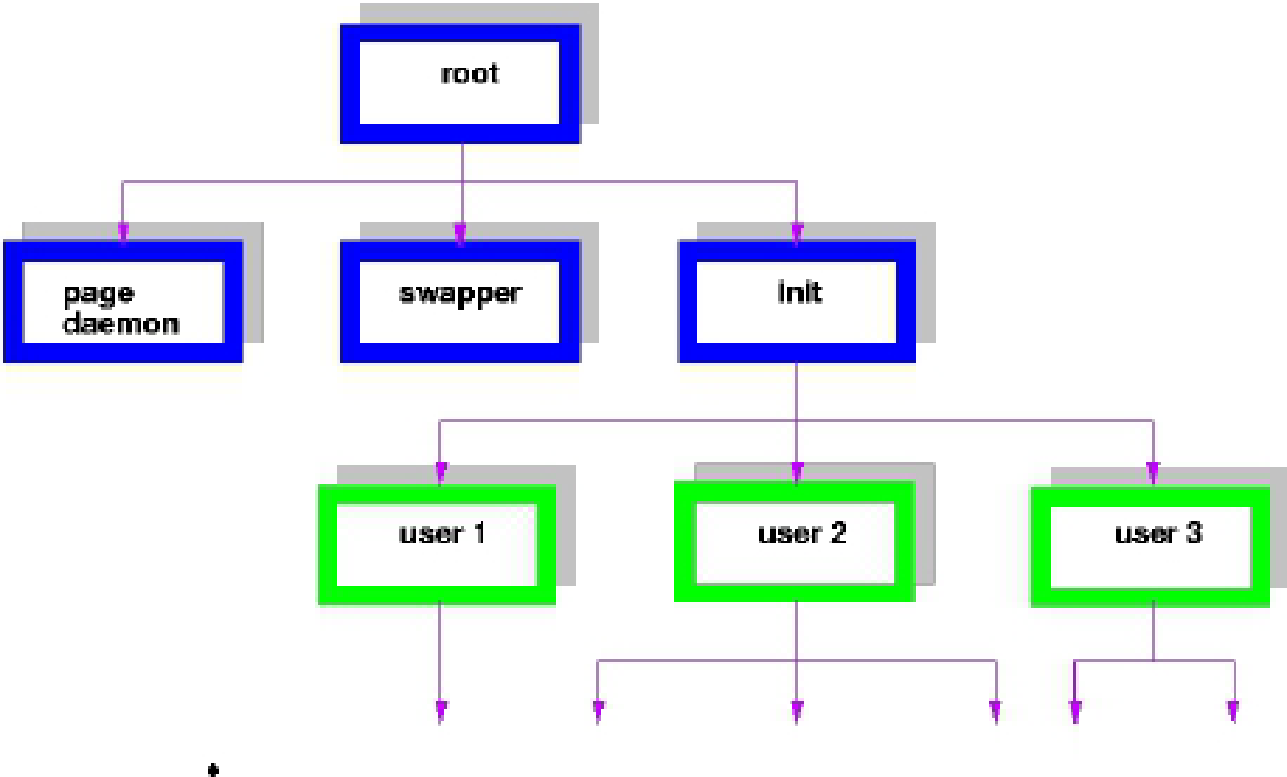 root
page
daemon
swapper
init
user 1
user 2
user 3